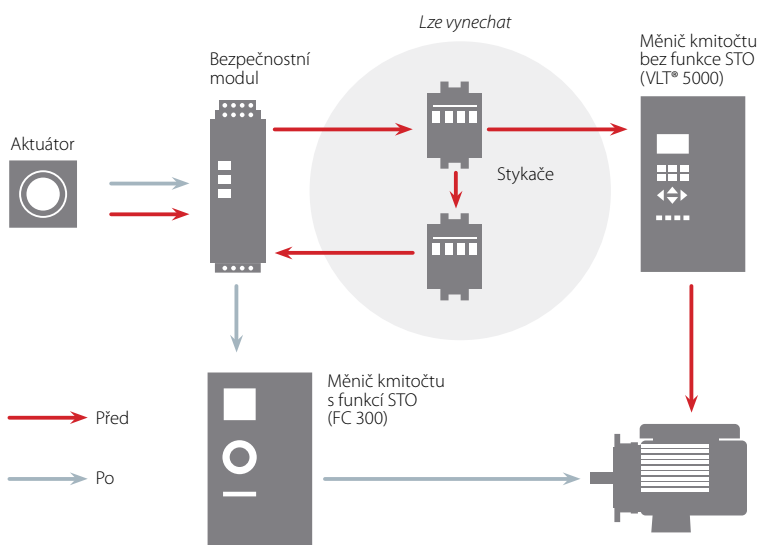 Lze vynechat
Měnič kmitočtu
bez funkce STO
(VLT® 5000)
Bezpečnostní
modul
Aktuátor
Stykače
Měnič kmitočtu
s funkcí STO
(FC 300)
Před
Po